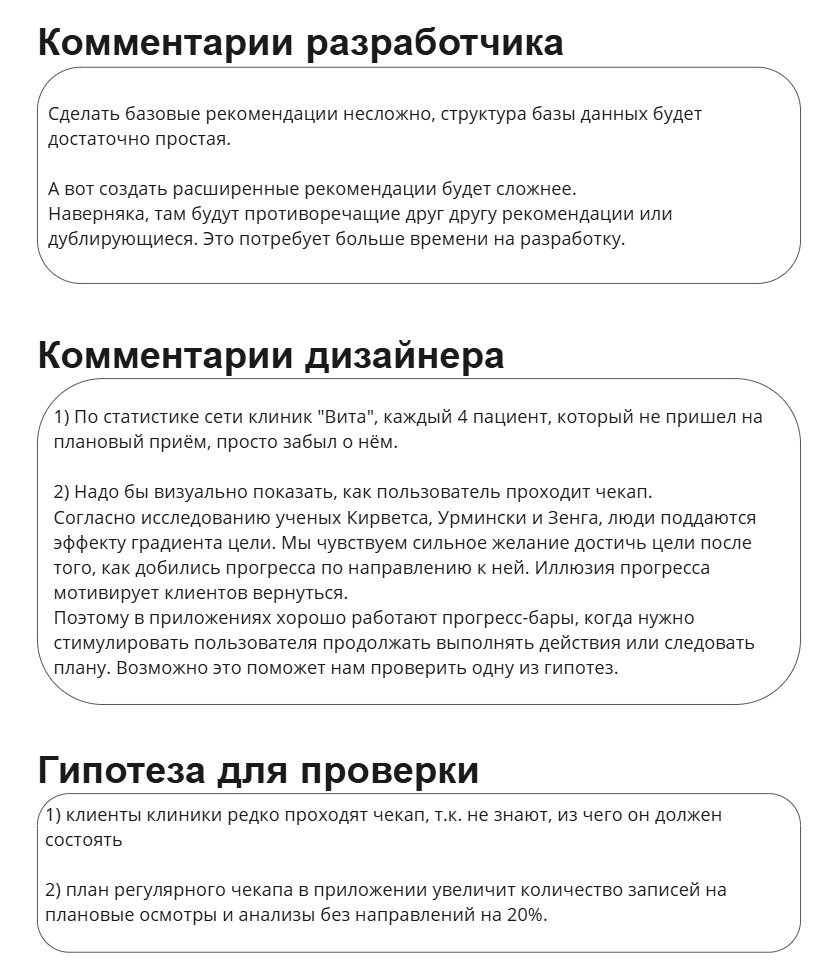 Комментарии разработчика
Сделать базовые рекомендации несложно, структура базы данных будет
достаточно простая.
А вот создать расширенные рекомендации будет сложнее.
Наверняка, там будут противоречащие друг другу рекомендации или
дублирующиеся. Это потребует больше времени на разработку.
Комментарии дизайнера
1) По статистике сети клиник "Вита", каждый 4 пациент, который не пришел на
плановый приём, просто забыл о нём.
2) Надо бы визуально показать, как пользователь проходит чекап.
Согласно исследованию ученых Кирветса, Урмински и Зенга, люди поддаются
эффекту градиента цели. Мы чувствуем сильное желание достичь цели после
того, как добились прогресса по направлению к ней. Иллюзия прогресса
мотивирует клиентов вернуться.
Поэтому в приложениях хорошо работают прогресс-бары, когда нужно
стимулировать пользователя продолжать выполнять действия или следовать
плану. Возможно это поможет нам проверить одну из гипотез.
Гипотеза для проверки
1) клиенты клиники редко проходят чекап, т.к. не знают, из чего он должен
состоять
2) план регулярного чекапа в приложении увеличит количество записей на
плановые осмотры и анализы без направлений на 20%.